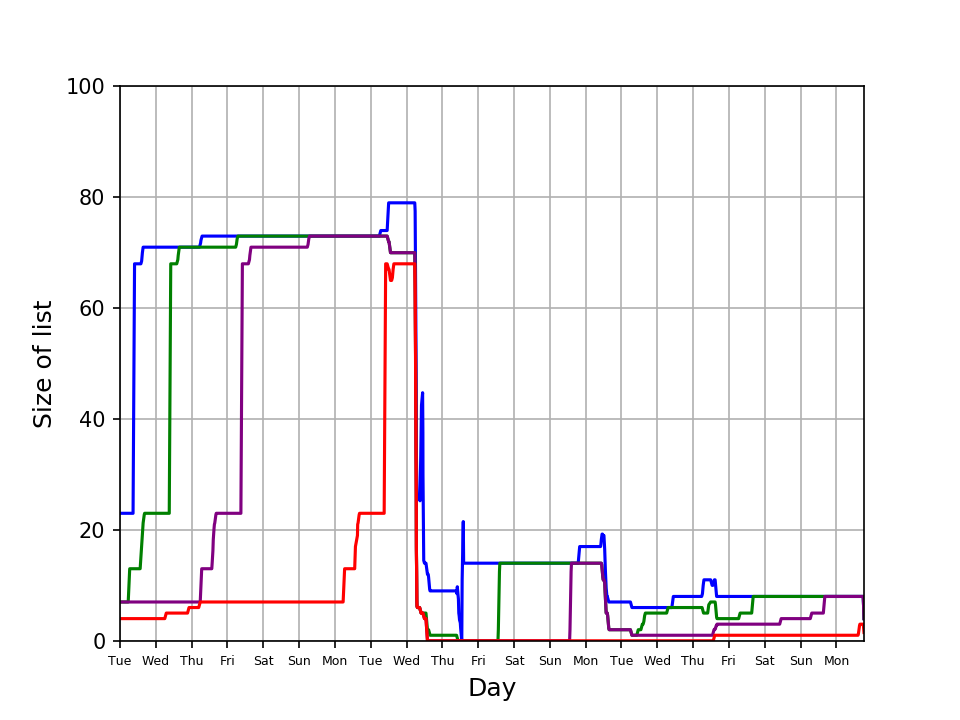 100
80
60
40
20
0
Size of list
Tue Wed Thu Fri Sat Sun Mon Tue Wed Thu Fri Sat Sun Mon Tue Wed Thu Fri Sat Sun Mon
Day